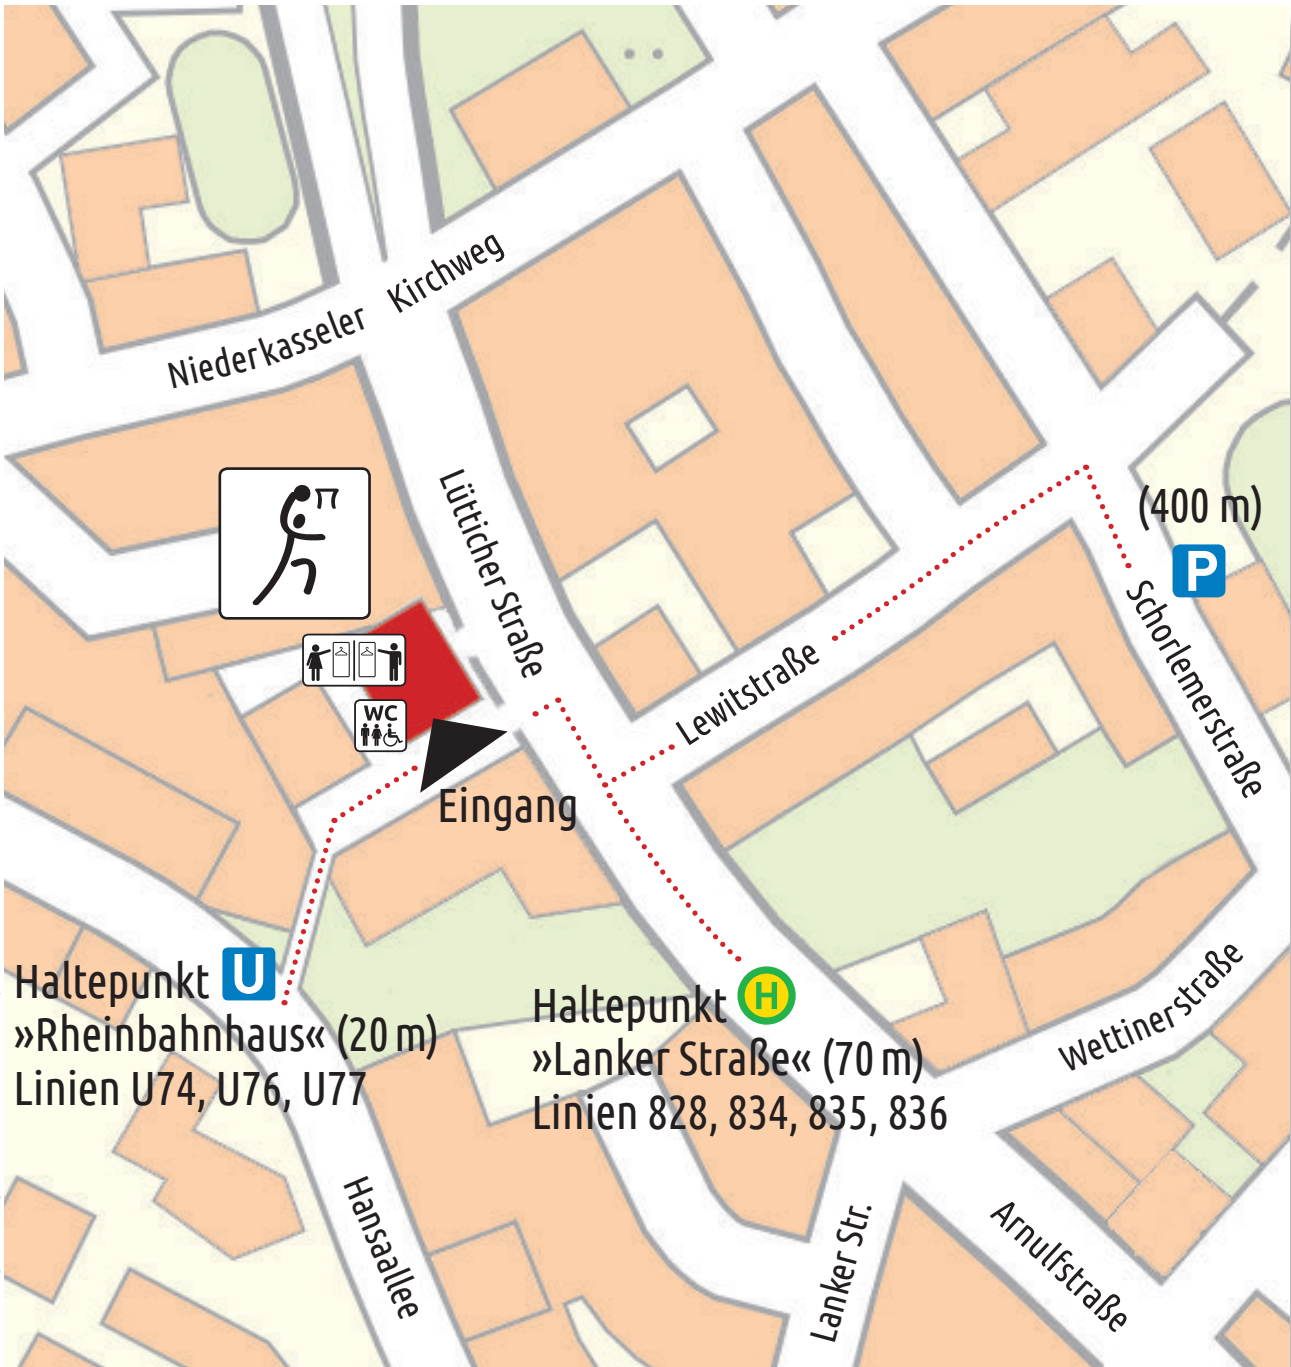 Niederkasseler Kirchweg
Lütticher Straße
(400 m)
P
Schorlemerstraße
Lewitstraße
WC
Eingang
Haltepunkt U
»Rheinbahnhaus« (20 m)
Linien U74, U76, U77
Haltepunkt H
»Lanker Straße« (70 m)
Linien 828, 834, 835, 836
Wettinerstraße
Hansaallee
Lanker Str.
Arnulfstraße